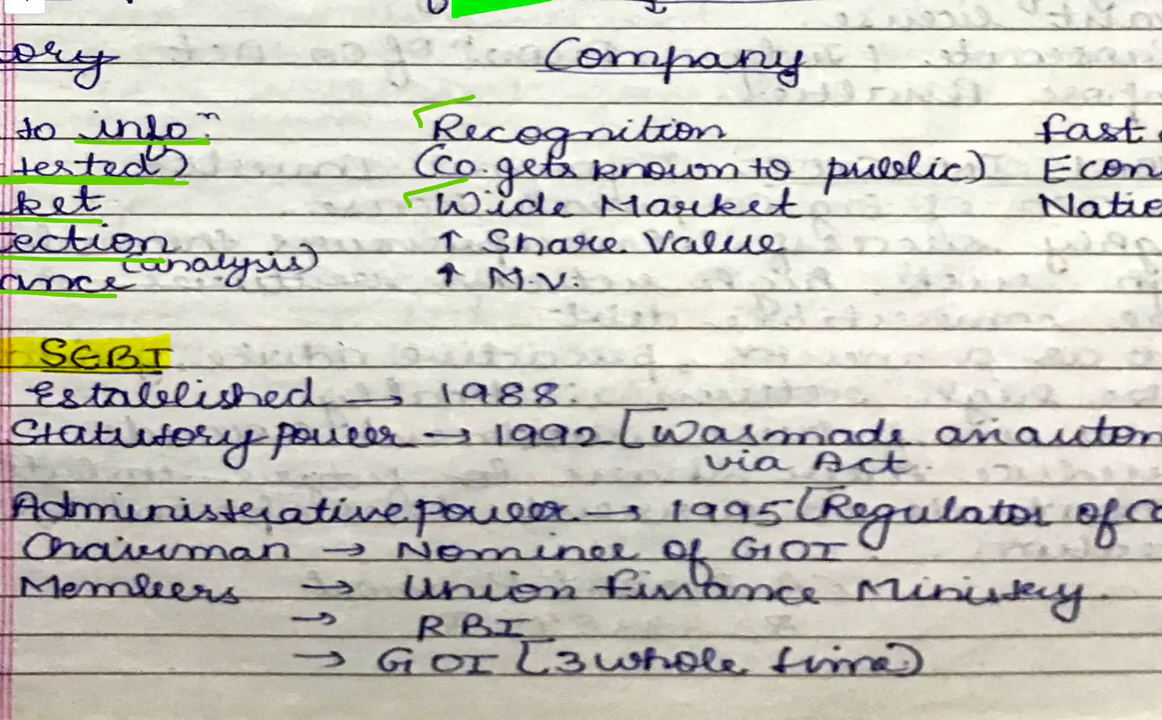 ory Company
to infoⁿ Recognition fast
tested) (Co. gets known to public) Econ
ket Wide Market Natio
ection ↑ Share Value
ance (analysis) ↑ M.V.
SEBI
Established → 1988.
Statutory power → 1992 [Was made an auton
via Act.
Administrative power → 1995 (Regulator of C
Chairman → Nominee of GOI
Members → Union Finance Ministry.
→ RBI
→ GOI [3 whole time)